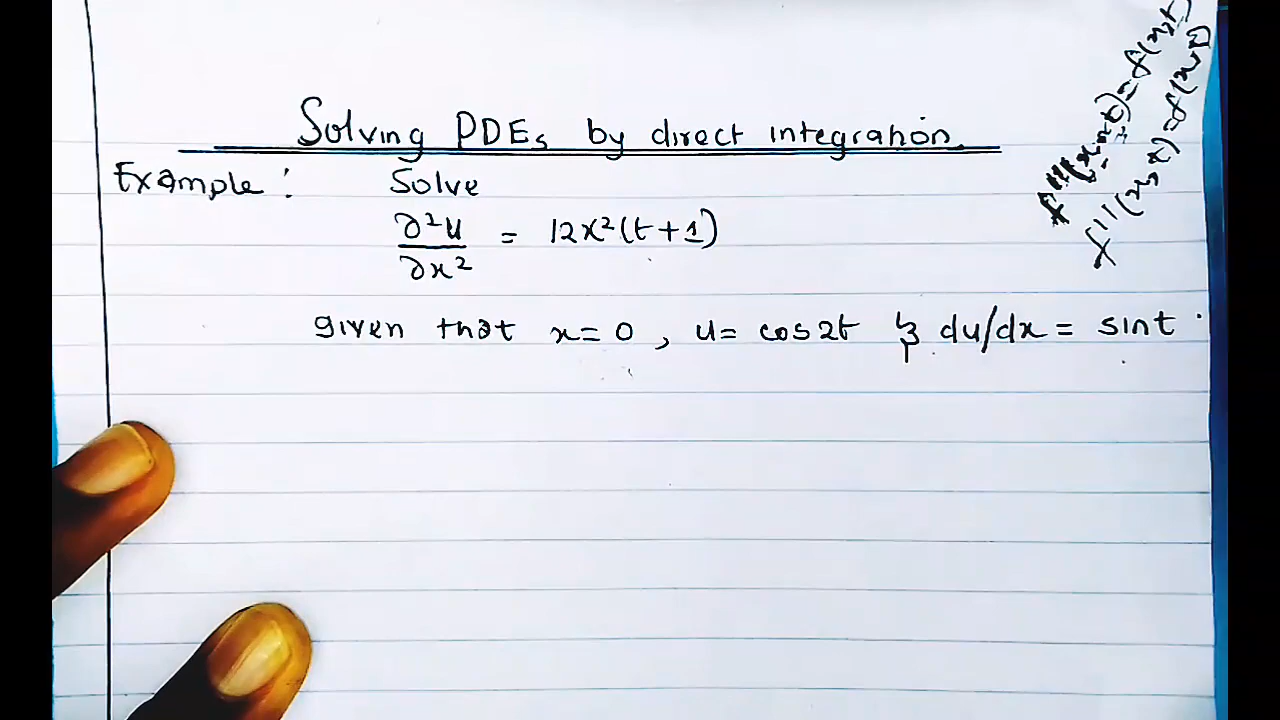 Solving PDEs by direct integration
Example: Solve
∂²u/∂x² = 12x²(t+1)
given that x=0, u= cos2t & du/dx = sint
f'''(x,t)=f(x,t)